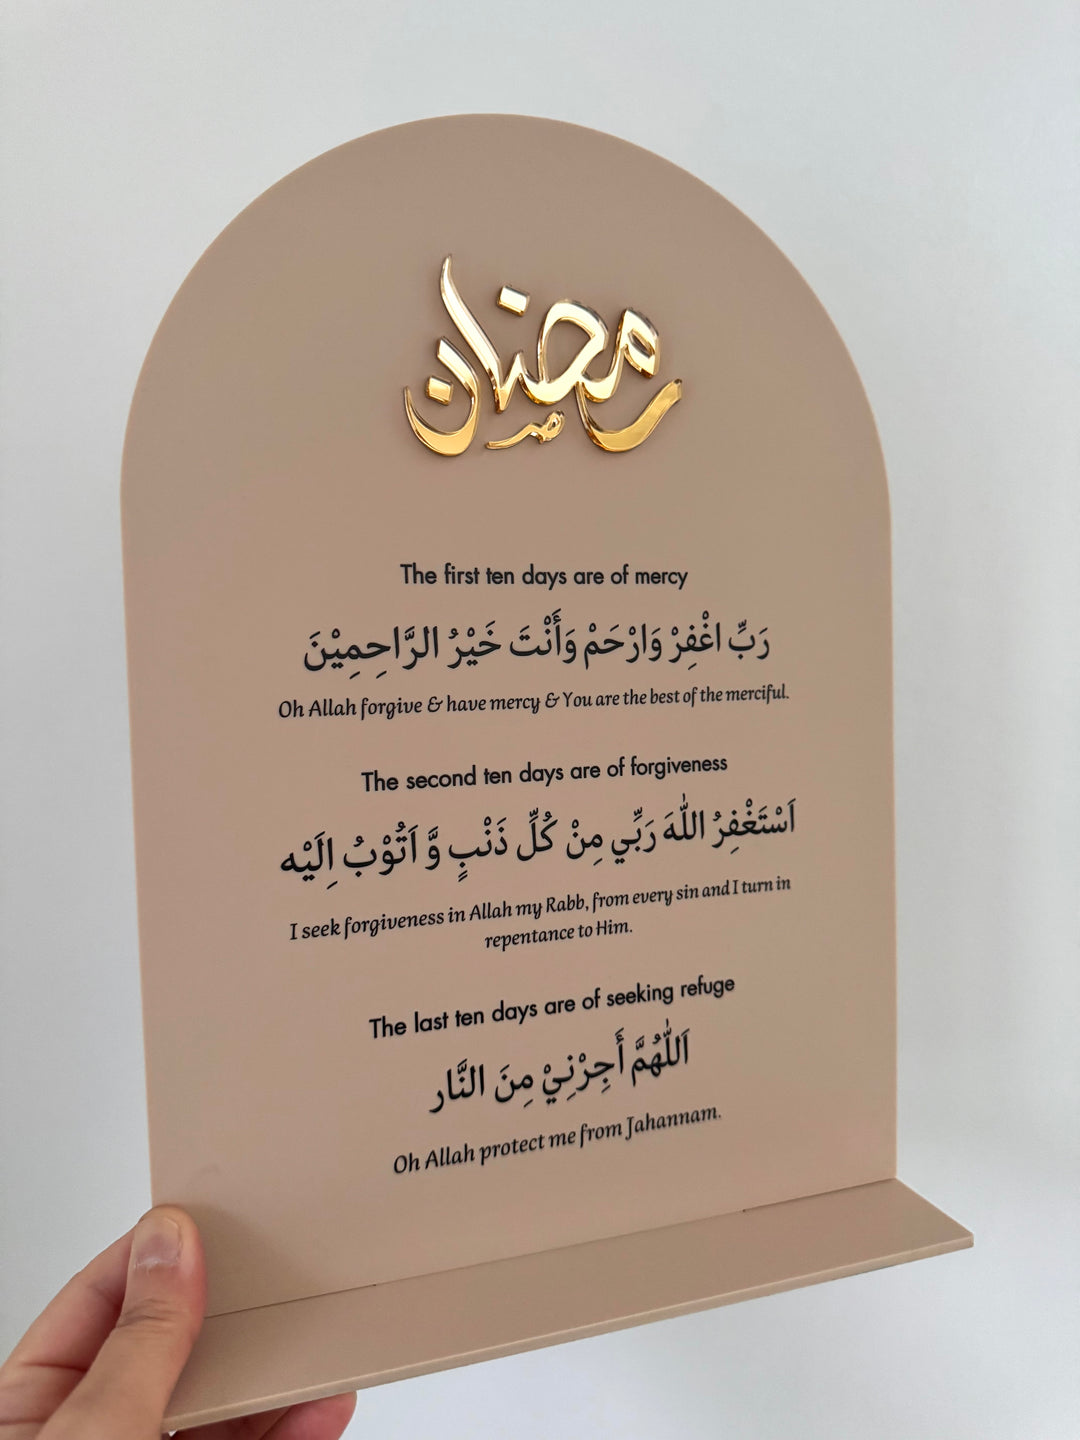 رمضان
The first ten days are of mercy
رَبِّ اغْفِرْ وَارْحَمْ وَأَنْتَ خَيْرُ الرَّاحِمِيْنَ
Oh Allah forgive & have mercy & You are the best of the merciful.
The second ten days are of forgiveness
اَسْتَغْفِرُ اللّٰهَ رَبِّي مِنْ كُلِّ ذَنْبٍ وَّ اَتُوْبُ اِلَيْه
I seek forgiveness in Allah my Rabb, from every sin and I turn in
repentance to Him.
The last ten days are of seeking refuge
اَللّٰهُمَّ أَجِرْنِيْ مِنَ النَّار
Oh Allah protect me from Jahannam.